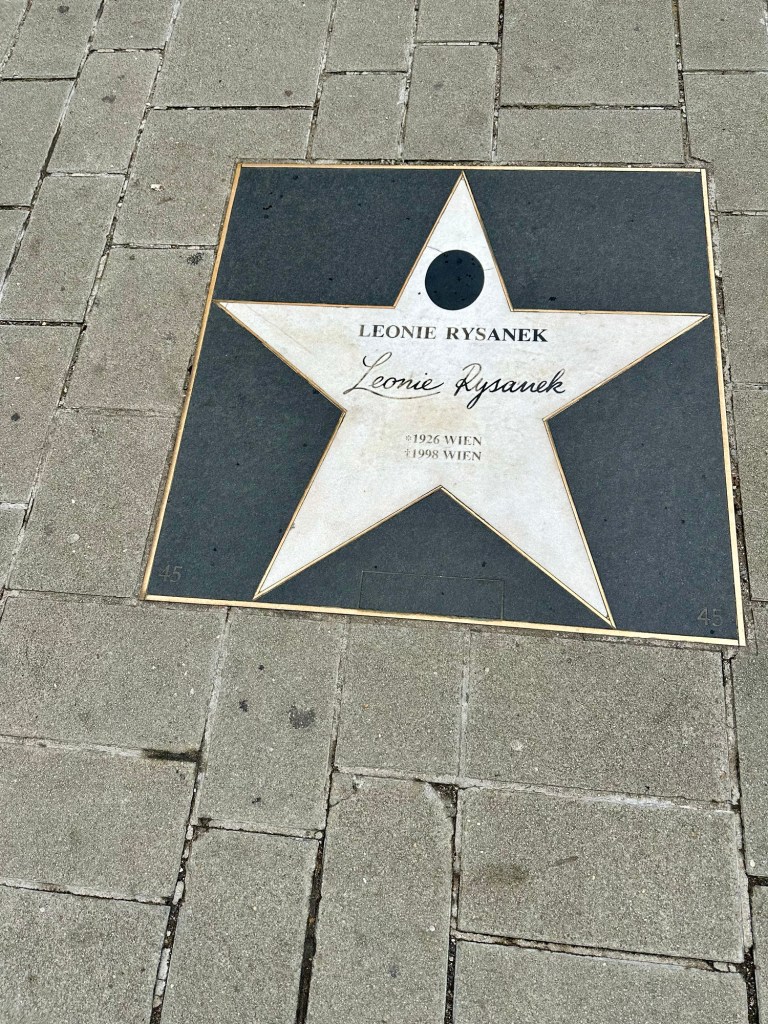 LEONIE RYSANEK
Leonie Rysanek
*1926 WIEN
†1998 WIEN
45
45